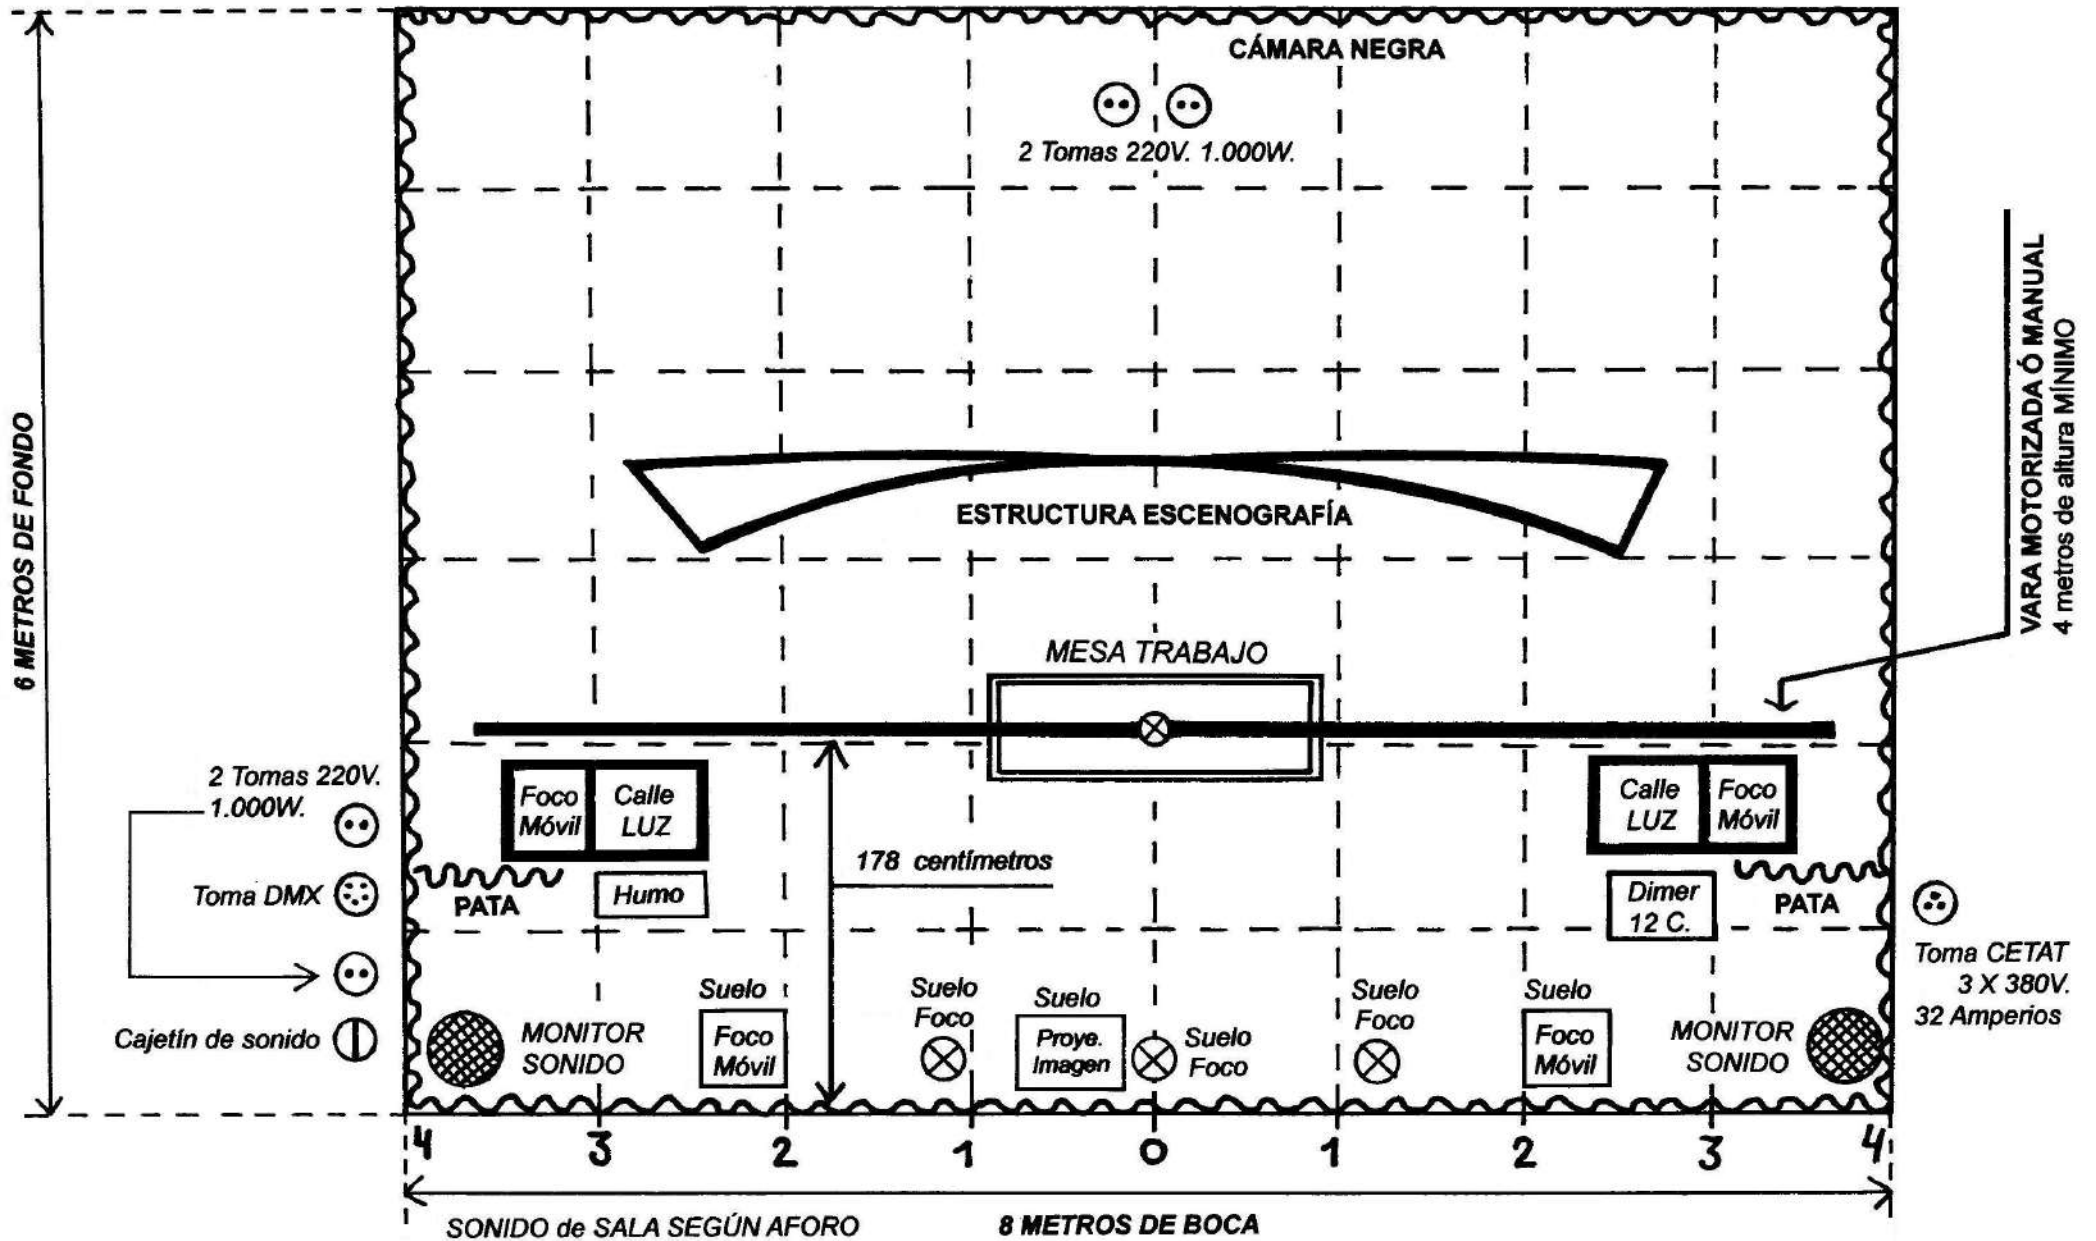 CÁMARA NEGRA
2 Tomas 220V. 1.000W.
6 METROS DE FONDO
VARA MOTORIZADA Ó MANUAL
4 metros de altura MÍNIMO
ESTRUCTURA ESCENOGRAFÍA
MESA TRABAJO
2 Tomas 220V.
1.000W.
Foco
Móvil
Calle
LUZ
Calle
LUZ
Foco
Móvil
178 centímetros
Toma DMX
PATA
Humo
Dimer
12 C.
PATA
Toma CETAT
3 X 380V.
32 Amperios
Cajetín de sonido
MONITOR
SONIDO
Suelo
Foco
Móvil
Suelo
Foco
Suelo
Proye.
Imagen
Suelo
Foco
Suelo
Foco
Suelo
Foco
Móvil
MONITOR
SONIDO
4 3 2 1 0 1 2 3 4
8 METROS DE BOCA
SONIDO de SALA SEGÚN AFORO